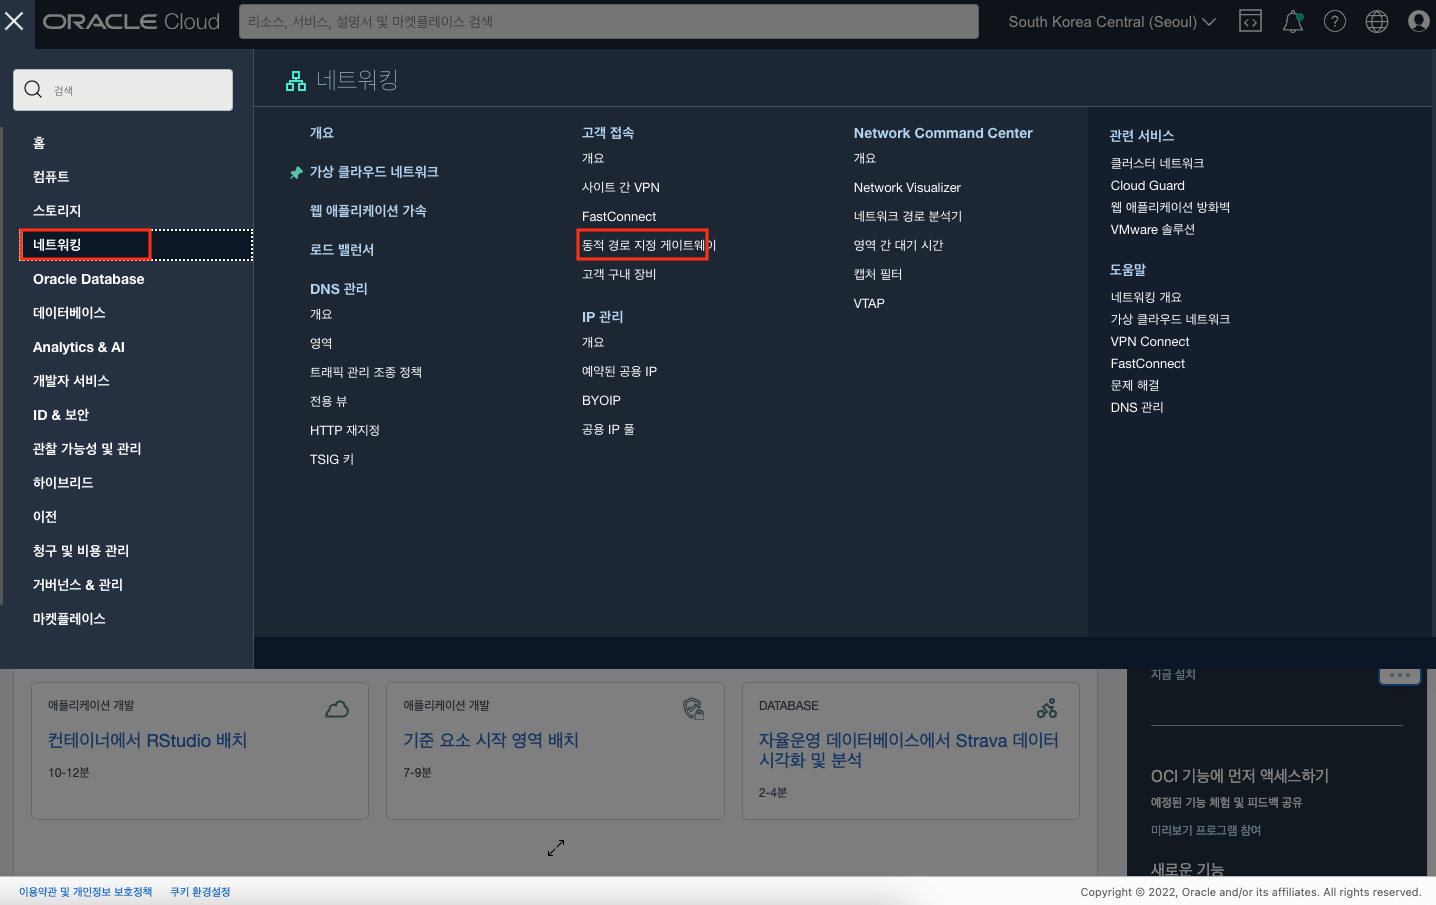 ORACLE Cloud
리소스, 서비스, 설명서 및 마켓플레이스 검색
South Korea Central (Seoul)
검색
홈
컴퓨트
스토리지
네트워킹
Oracle Database
데이터베이스
Analytics & AI
개발자 서비스
ID & 보안
관찰 가능성 및 관리
하이브리드
이전
청구 및 비용 관리
거버넌스 & 관리
마켓플레이스
네트워킹
개요
가상 클라우드 네트워크
웹 애플리케이션 가속
로드 밸런서
DNS 관리
개요
영역
트래픽 관리 조종 정책
전용 뷰
HTTP 재지정
TSIG 키
고객 접속
개요
사이트 간 VPN
FastConnect
동적 경로 지정 게이트웨이
고객 구내 장비
IP 관리
개요
예약된 공용 IP
BYOIP
공용 IP 풀
Network Command Center
개요
Network Visualizer
네트워크 경로 분석기
영역 간 대기 시간
캡처 필터
VTAP
관련 서비스
클러스터 네트워크
Cloud Guard
웹 애플리케이션 방화벽
VMware 솔루션
도움말
네트워킹 개요
가상 클라우드 네트워크
VPN Connect
FastConnect
문제 해결
DNS 관리
애플리케이션 개발
컨테이너에서 RStudio 배치
10-12분
애플리케이션 개발
기준 요소 시작 영역 배치
7-9분
DATABASE
자율운영 데이터베이스에서 Strava 데이터
시각화 및 분석
2-4분
지금 설치
OCI 기능에 먼저 액세스하기
예정된 기능 체험 및 피드백 공유
미리보기 프로그램 참여
새로운 기능
이용약관 및 개인정보 보호정책
쿠키 환경설정
Copyright © 2022, Oracle and/or its affiliates. All rights reserved.